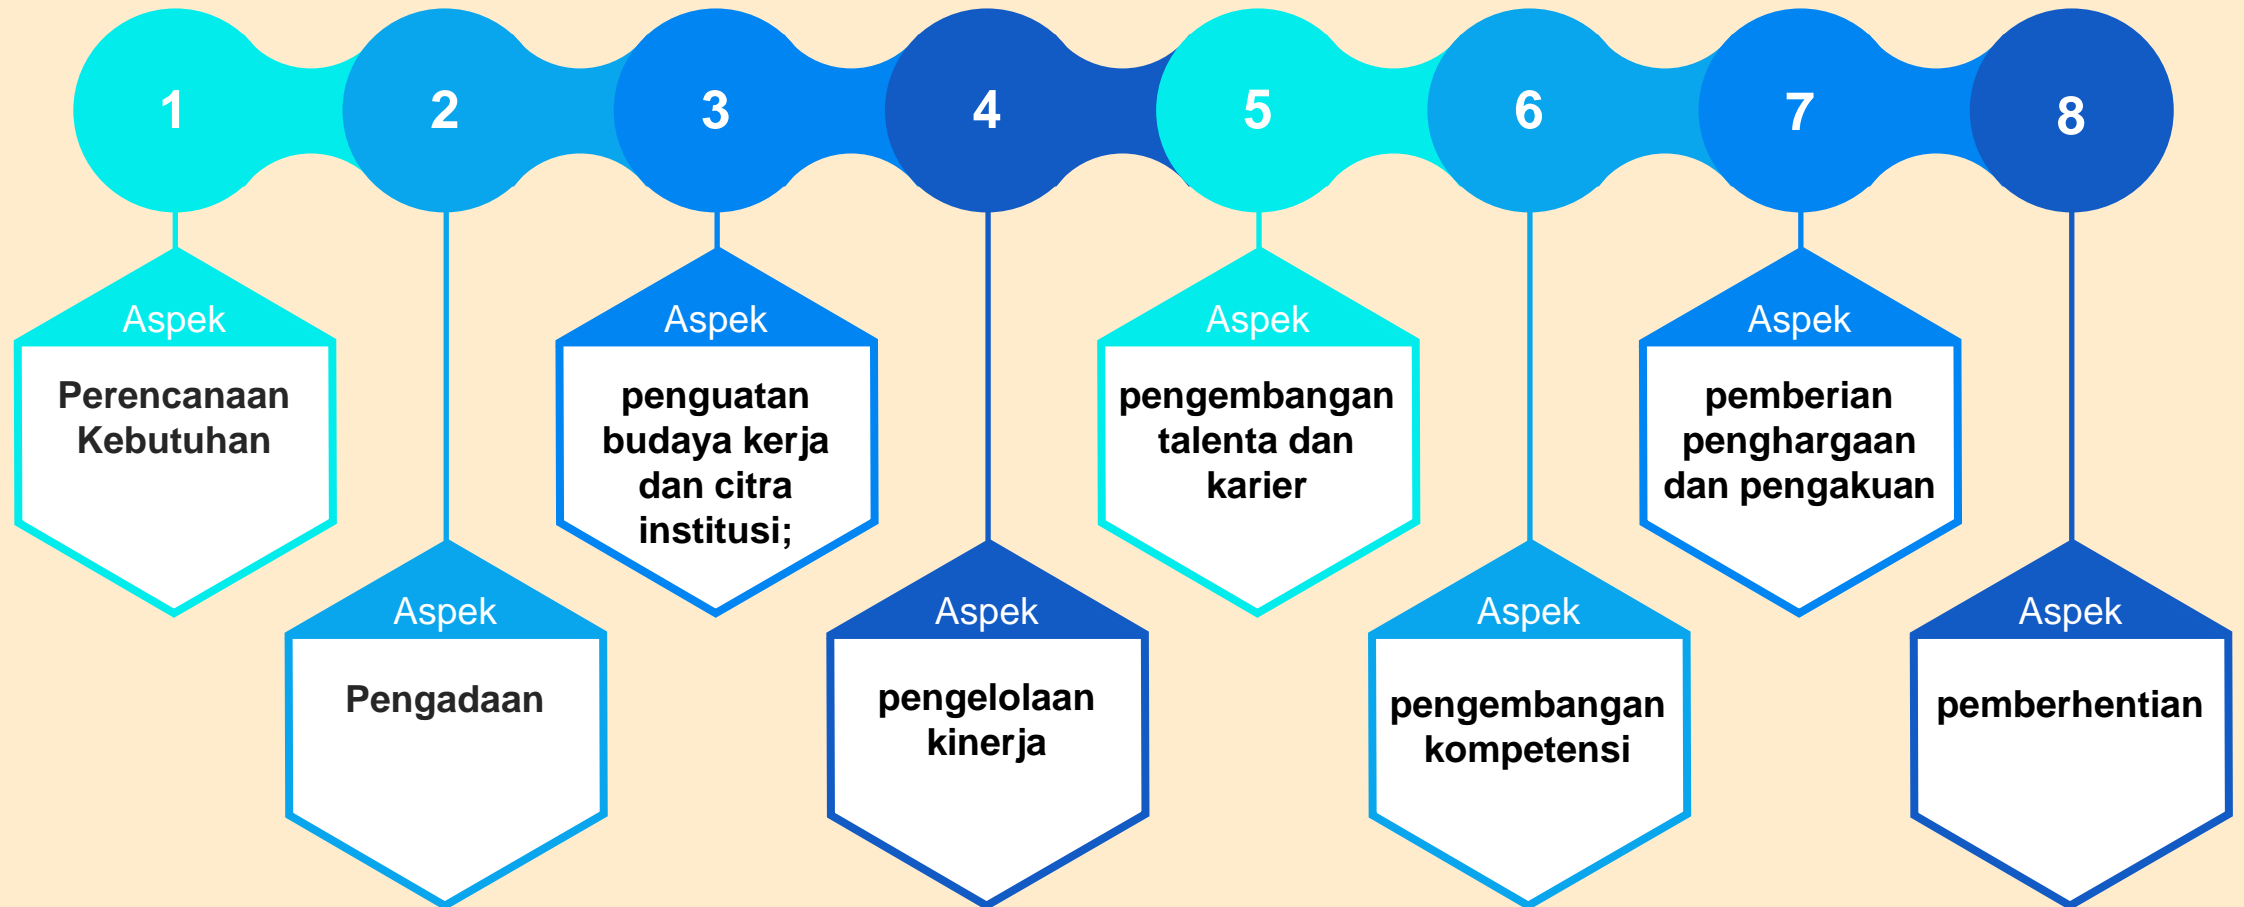 1
2
3
4
5
6
7
8
Aspek
Perencanaan
Kebutuhan
Aspek
Pengadaan
Aspek
penguatan
budaya kerja
dan citra
institusi;
Aspek
pengelolaan
kinerja
Aspek
pengembangan
talenta dan
karier
Aspek
pengembangan
kompetensi
Aspek
pemberian
penghargaan
dan pengakuan
Aspek
pemberhentian